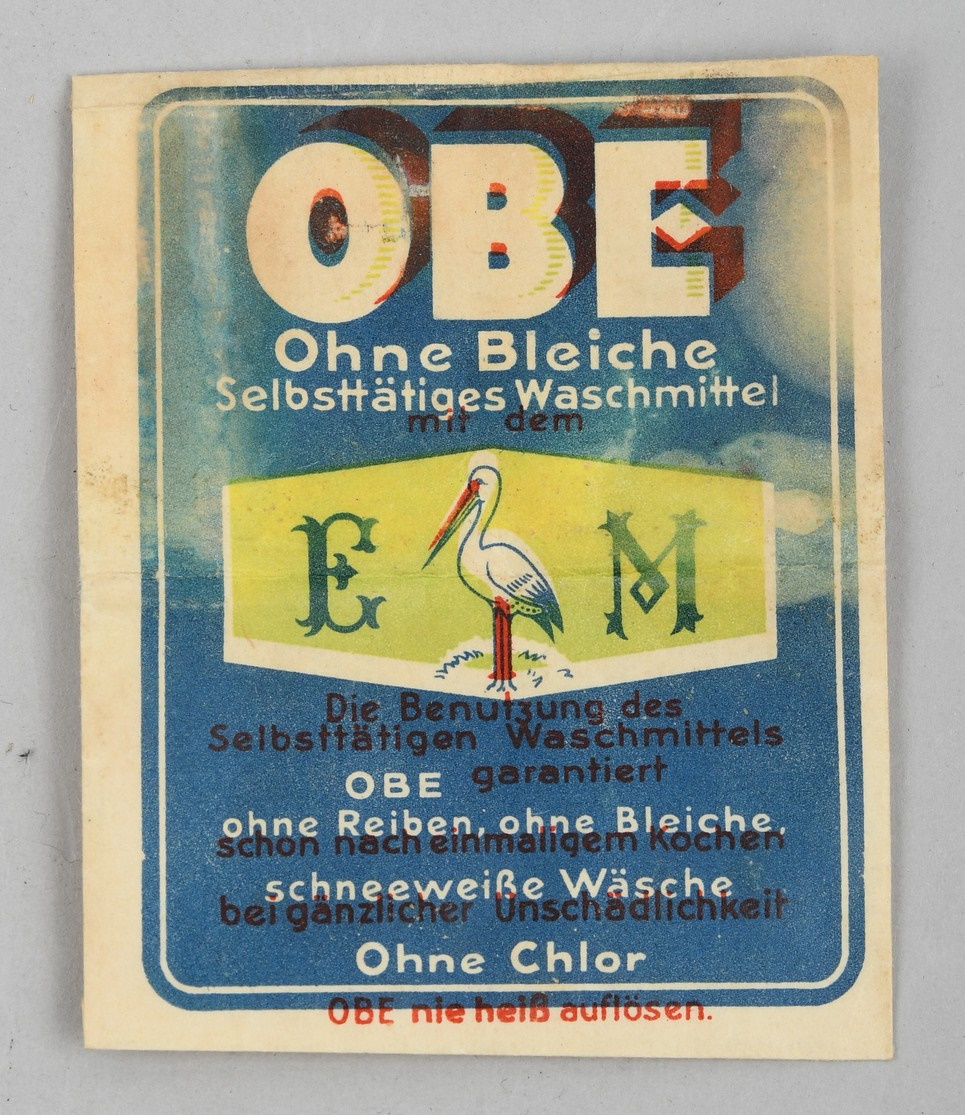 OBE
Ohne Bleiche
Selbsttätiges Waschmittel
mit dem
E M
Die Benutzung des
Selbsttätigen Waschmittels
OBE garantiert
ohne Reiben, ohne Bleiche,
schon nach einmaligem Kochen
schneeweiße Wäsche
bei gänzlicher Unschädlichkeit
Ohne Chlor
OBE nie heiß auflösen.